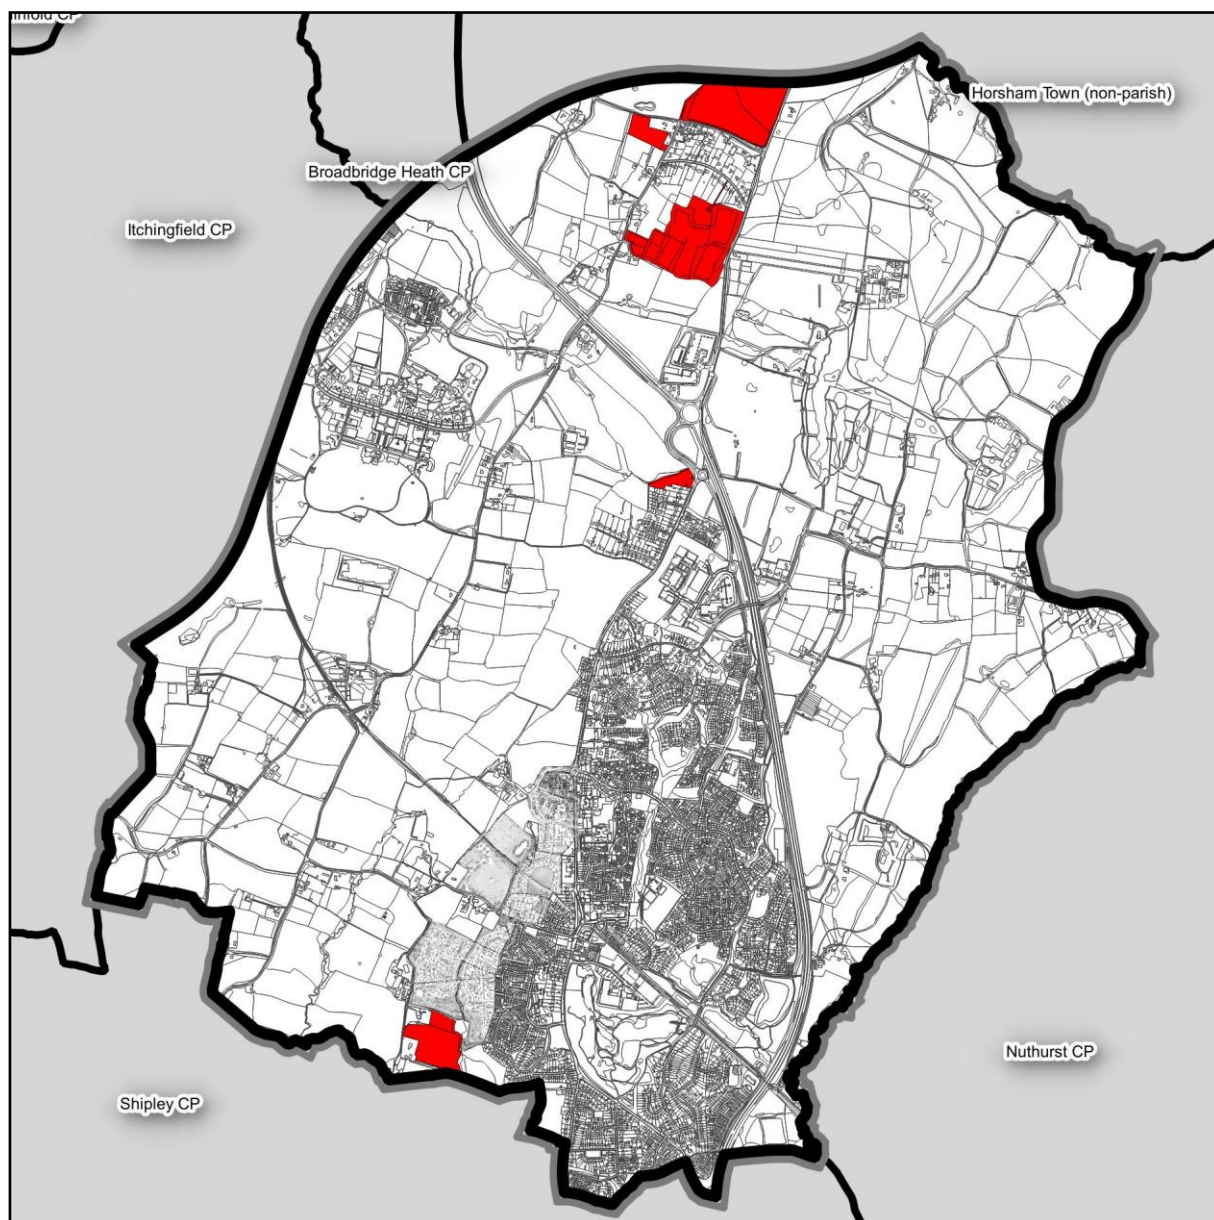 Horsham Town (non-parish)
Broadbridge Heath CP
Itchingfield CP
Nuthurst CP
Shipley CP